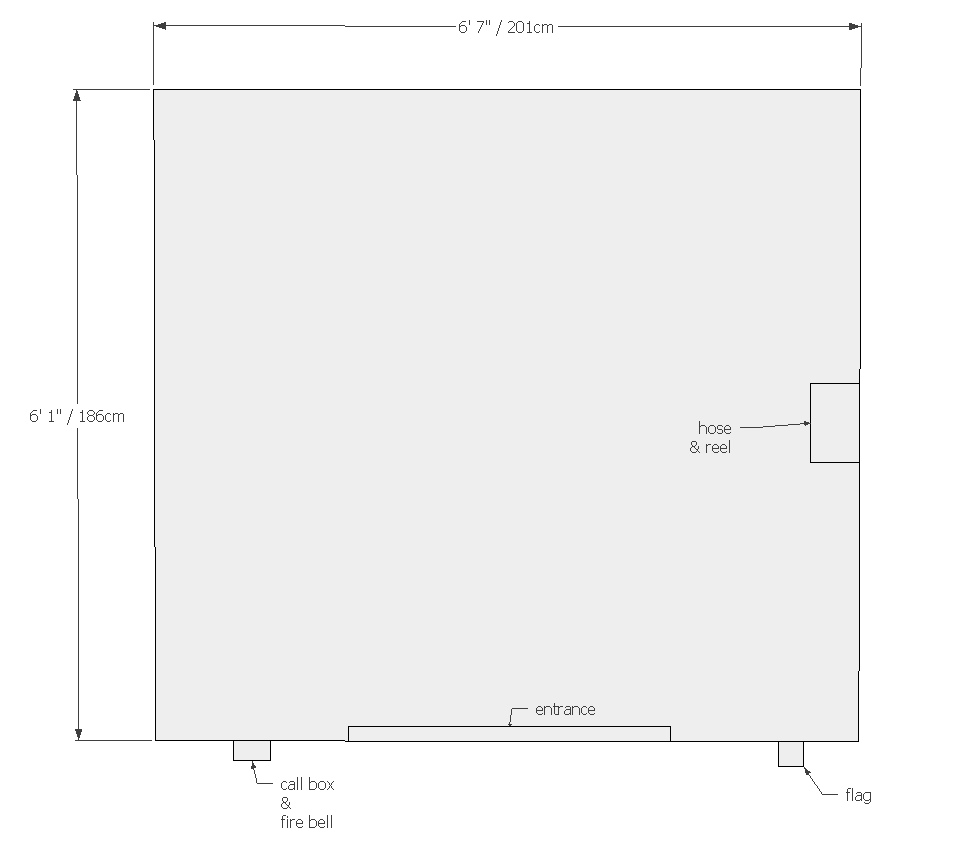 6' 7" / 201cm
6' 1" / 186cm
hose
& reel
entrance
call box
&
fire bell
flag